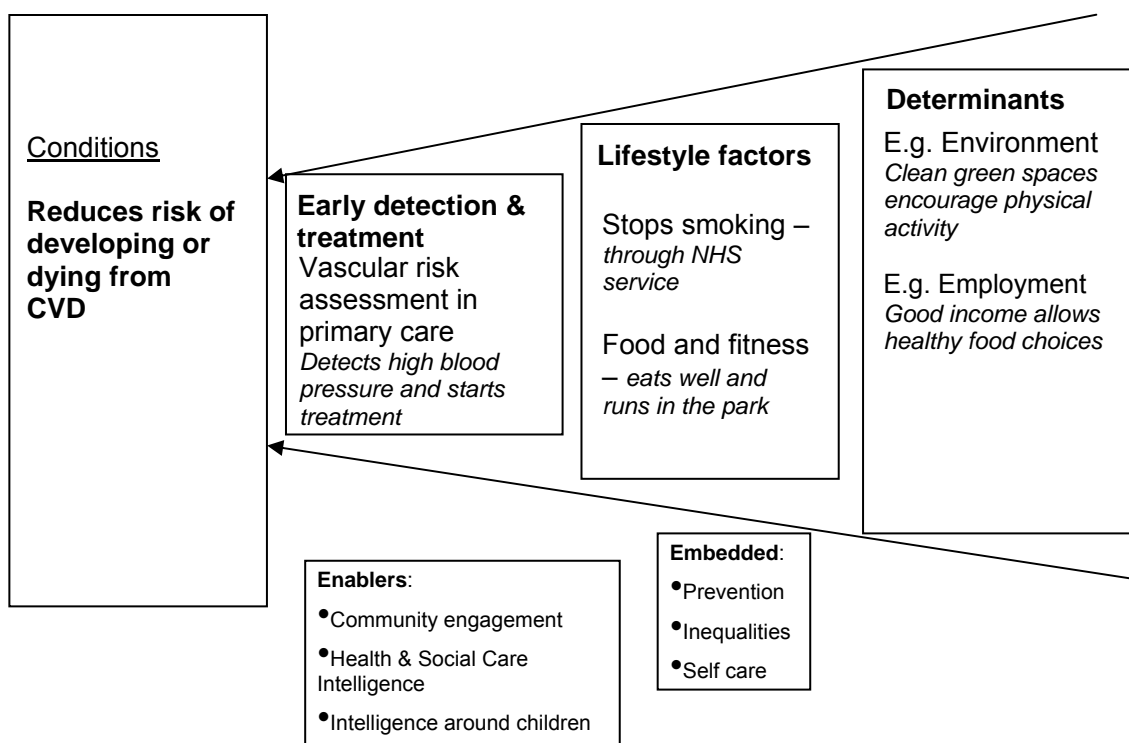 Conditions
Reduces risk of
developing or
dying from
CVD
Early detection &
treatment
Vascular risk
assessment in
primary care
Detects high blood
pressure and starts
treatment
Lifestyle factors
Stops smoking –
through NHS
service
Food and fitness
– eats well and
runs in the park
Determinants
E.g. Environment
Clean green spaces
encourage physical
activity
E.g. Employment
Good income allows
healthy food choices
Enablers:
•Community engagement
•Health & Social Care
Intelligence
•Intelligence around children
Embedded:
•Prevention
•Inequalities
•Self care